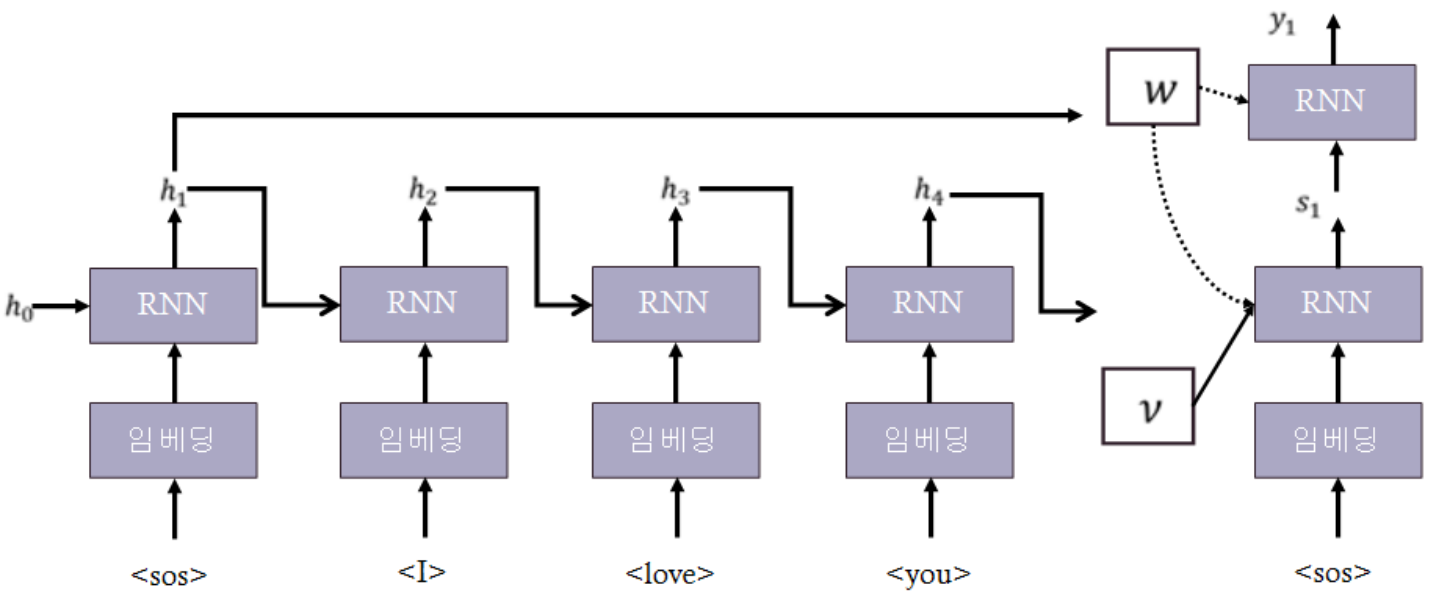 y₁
w
RNN
h₁
h₂
h₃
h₄
s₁
h₀
RNN
RNN
RNN
RNN
RNN
v
임베딩
임베딩
임베딩
임베딩
임베딩
<sos>
<I>
<love>
<you>
<sos>